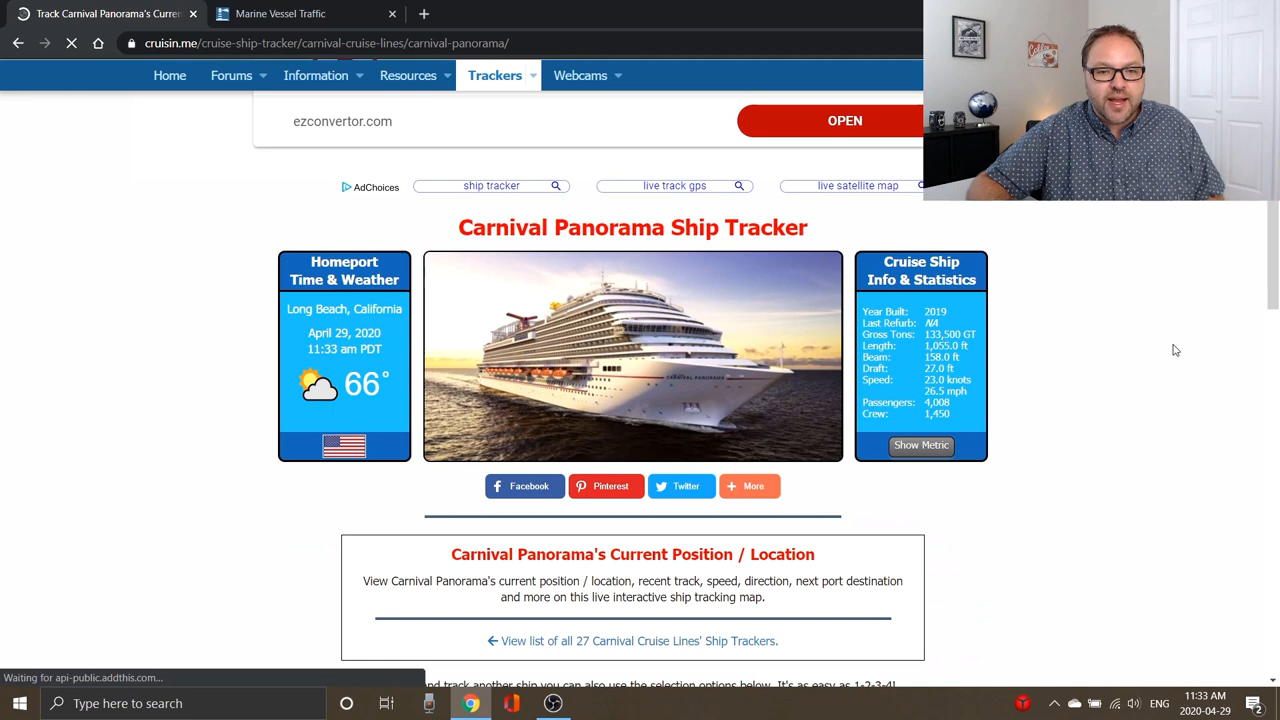 Track Carnival Panorama's Curren
Marine Vessel Traffic
cruisin.me/cruise-ship-tracker/carnival-cruise-lines/carnival-panorama/
Home
Forums
Information
Resources
Trackers
Webcams
ezconvertor.com
OPEN
AdChoices
ship tracker
live track gps
live satellite map
Carnival Panorama Ship Tracker
Homeport
Time & Weather
Long Beach, California
April 29, 2020
11:33 am PDT
66°
CARNIVAL PANORAMA
Cruise Ship
Info & Statistics
Year Built: 2019
Last Refurb: NA
Gross Tons: 133,500 GT
Length: 1,055.0 ft
Beam: 158.0 ft
Draft: 27.0 ft
Speed: 23.0 knots
26.5 mph
Passengers: 4,008
Crew: 1,450
Show Metric
Facebook
Pinterest
Twitter
More
Carnival Panorama's Current Position / Location
View Carnival Panorama's current position / location, recent track, speed, direction, next port destination
and more on this live interactive ship tracking map.
View list of all 27 Carnival Cruise Lines' Ship Trackers.
Waiting for api-public.addthis.com...
nd track another ship you can also use the selection options below. It's as easy as 1-2-3-4!
Type here to search
ENG
11:33 AM
2020-04-29
2